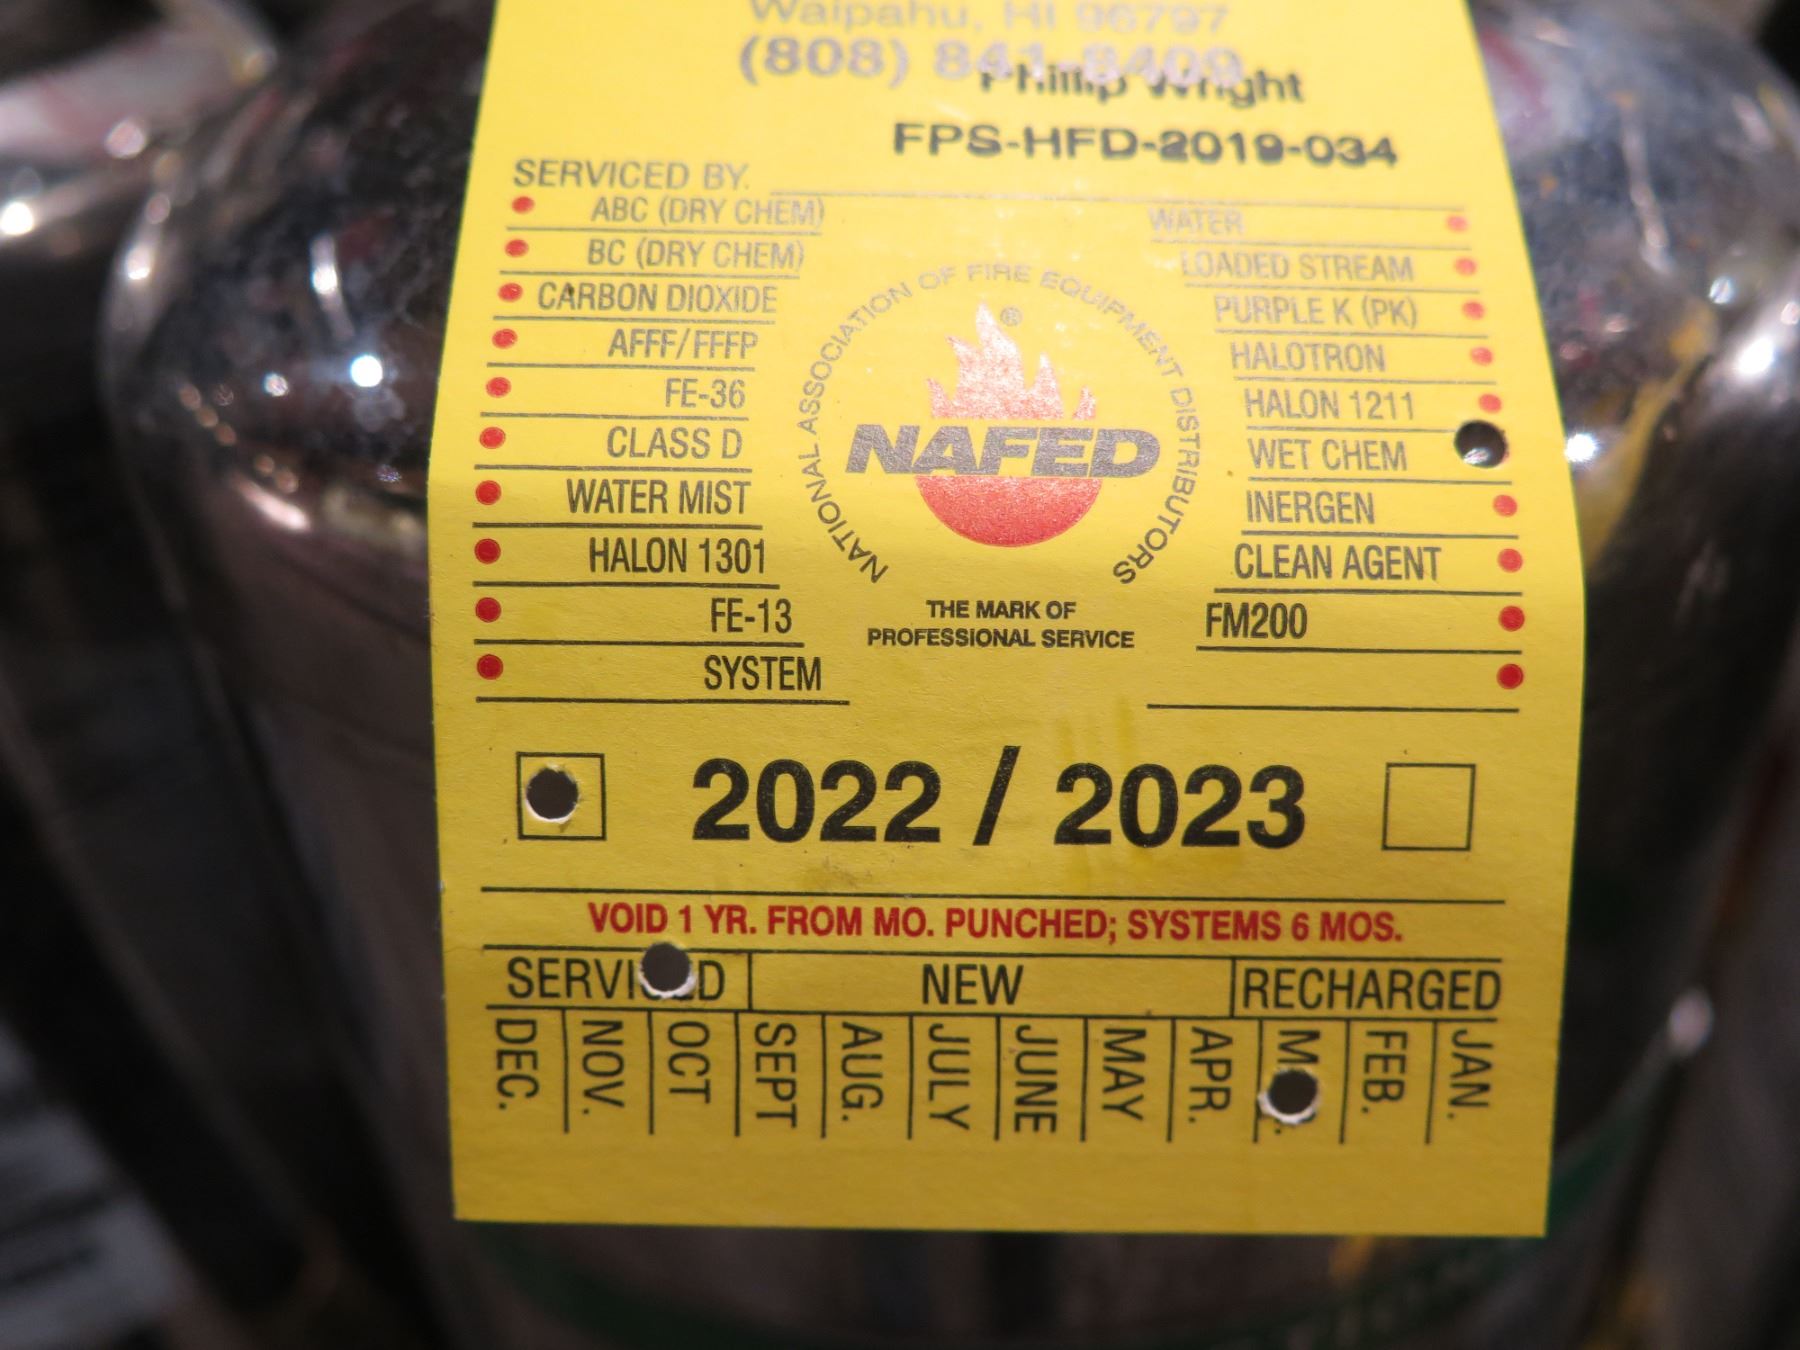 Waipahu, HI 96797
(808) 841-8409
Phillip Wright
FPS-HFD-2019-034
SERVICED BY.
ABC (DRY CHEM)
BC (DRY CHEM)
CARBON DIOXIDE
AFFF/FFFP
FE-36
CLASS D
WATER MIST
HALON 1301
FE-13
SYSTEM
NATIONAL ASSOCIATION OF FIRE EQUIPMENT DISTRIBUTORS
®
NAFED
THE MARK OF
PROFESSIONAL SERVICE
WATER
LOADED STREAM
PURPLE K (PK)
HALOTRON
HALON 1211
WET CHEM
INERGEN
CLEAN AGENT
FM200
2022 / 2023
VOID 1 YR. FROM MO. PUNCHED; SYSTEMS 6 MOS.
SERVICED NEW RECHARGED
DEC. NOV. OCT SEPT AUG. JULY JUNE MAY APR. M FEB. JAN.